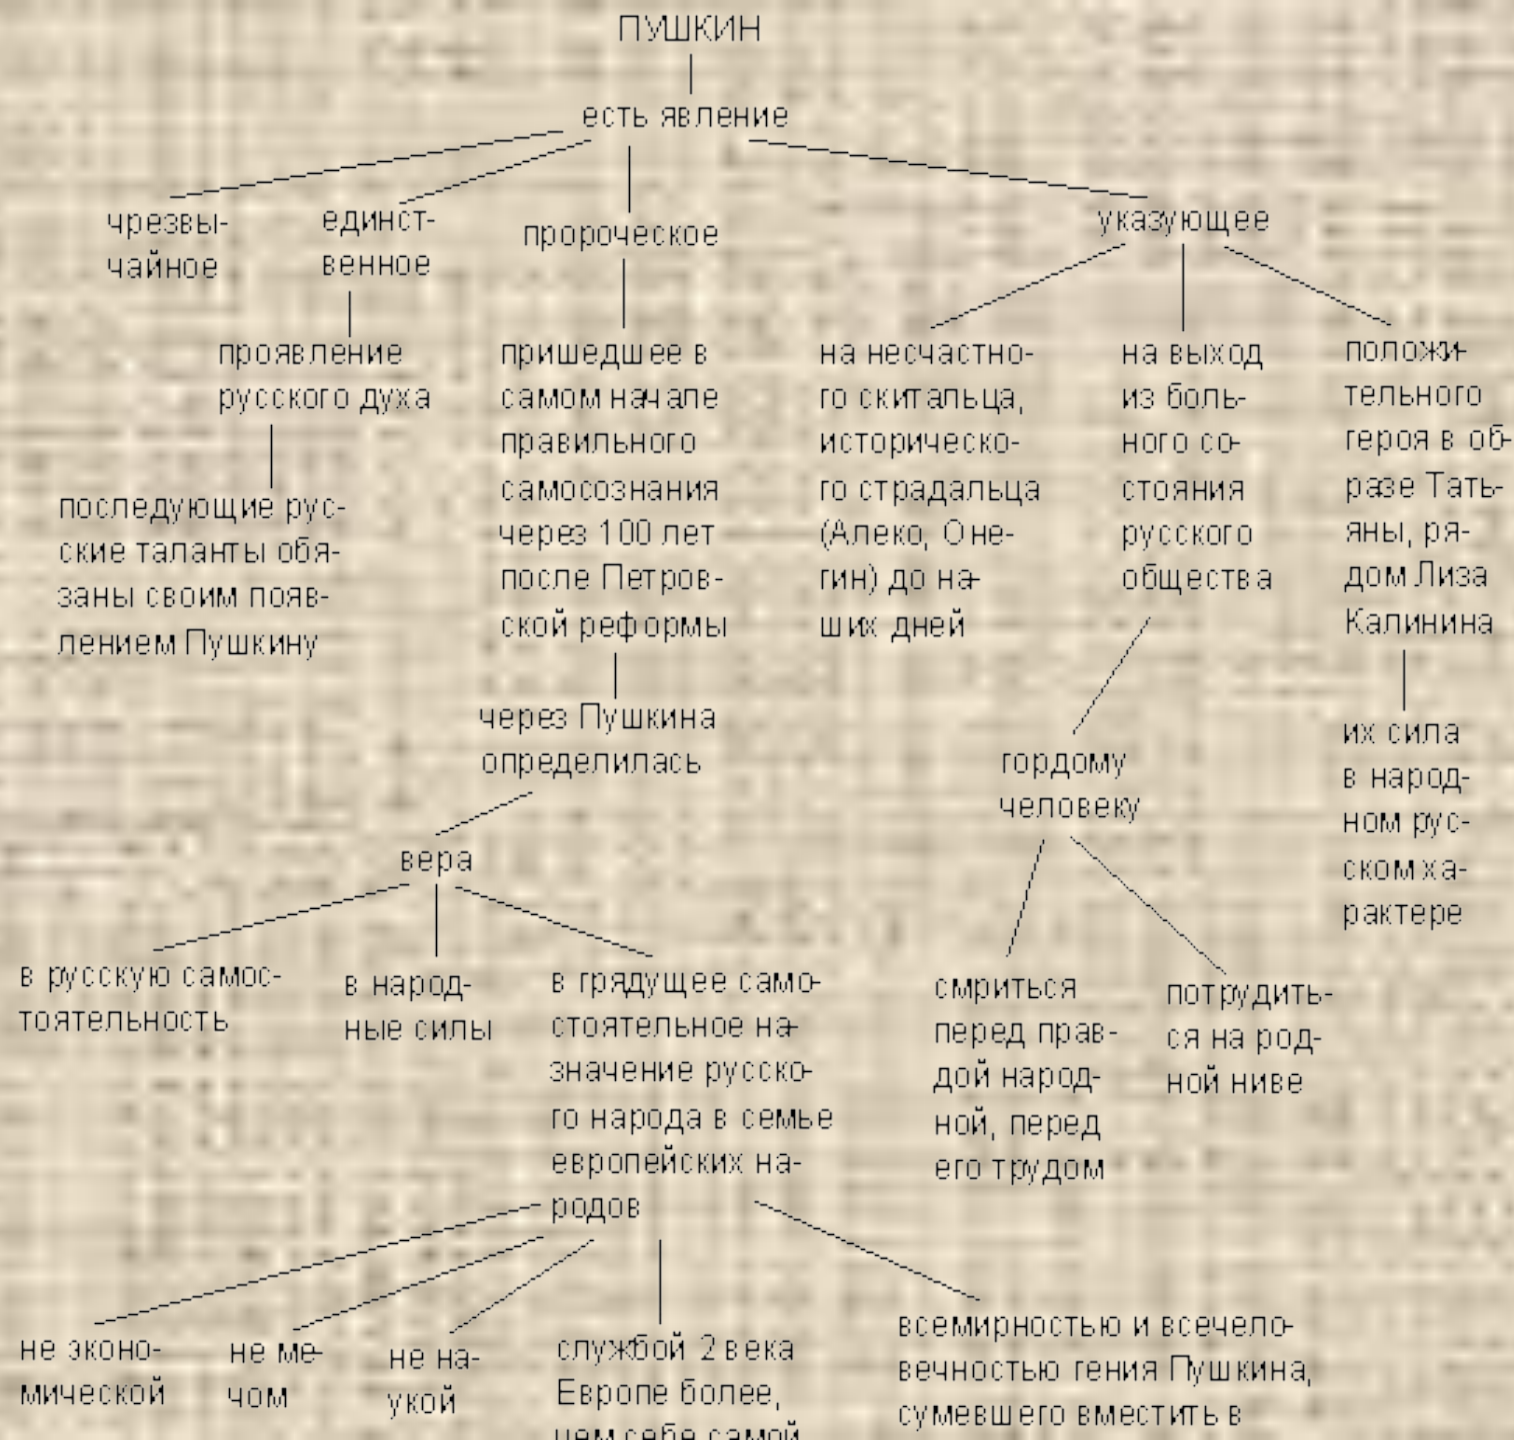 ПУШКИН
есть явление
чрезвы-
чайное
единст-
венное
пророческое
указующее
проявление
русского духа
последующие рус-
ские таланты обя-
заны своим появ-
лением Пушкину
пришедшее в
самом начале
правильного
самосознания
через 100 лет
после Петров-
ской реформы
на несчастно-
го скитальца,
историческо-
го страдальца
(Алеко, Оне-
гин) до на-
ших дней
на выход
из боль-
ного со-
стояния
русского
общества
положи-
тельного
героя в об-
разе Тать-
яны, ря-
дом Лиза
Калинина
через Пушкина
определилась
гордому
человеку
их сила
в народ-
ном рус-
ском ха-
рактере
вера
в русскую самос-
тоятельность
в народ-
ные силы
в грядущее само-
стоятельное на-
значение русско-
го народа в семье
европейских на-
родов
смриться
перед прав-
дой народ-
ной, перед
его трудом
потрудить-
ся на род-
ной ниве
не эконо-
мической
не ме-
чом
не на-
укой
службой 2 века
Европе более,
чем себе самой
всемирностью и всечело-
вечностью гения Пушкина,
сумевшего вместить в